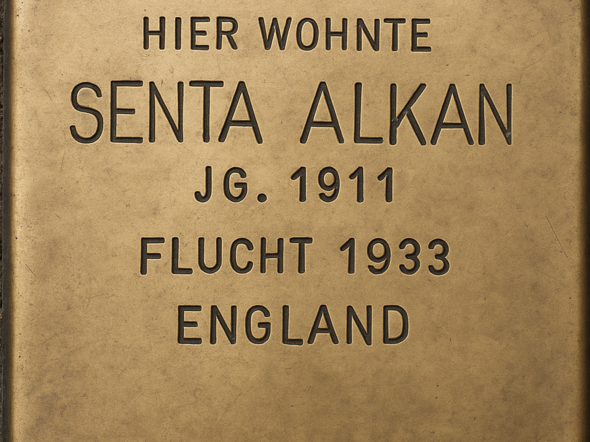 HIER WOHNTE
SENTA ALKAN
JG. 1911
FLUCHT 1933
ENGLAND